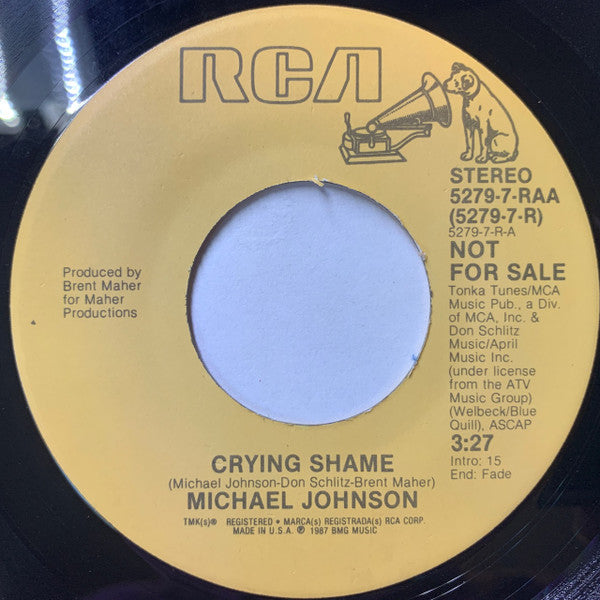 RCA
STEREO
5279-7-RAA
(5279-7-R)
5279-7-R-A
NOT
FOR SALE
Tonka Tunes/MCA
Music Pub., a Div.
of MCA, Inc. &
Don Schlitz
Music/April
Music Inc.
(under license
from the ATV
Music Group)
(Welbeck/Blue
Quill), ASCAP
3:27
Intro: 15
End: Fade
Produced by
Brent Maher
for Maher
Productions
CRYING SHAME
(Michael Johnson-Don Schlitz-Brent Maher)
MICHAEL JOHNSON
TMK(s)® REGISTERED • MARCA(s) REGISTRADA(s) RCA CORP.
MADE IN U.S.A. ℗ 1987 BMG MUSIC